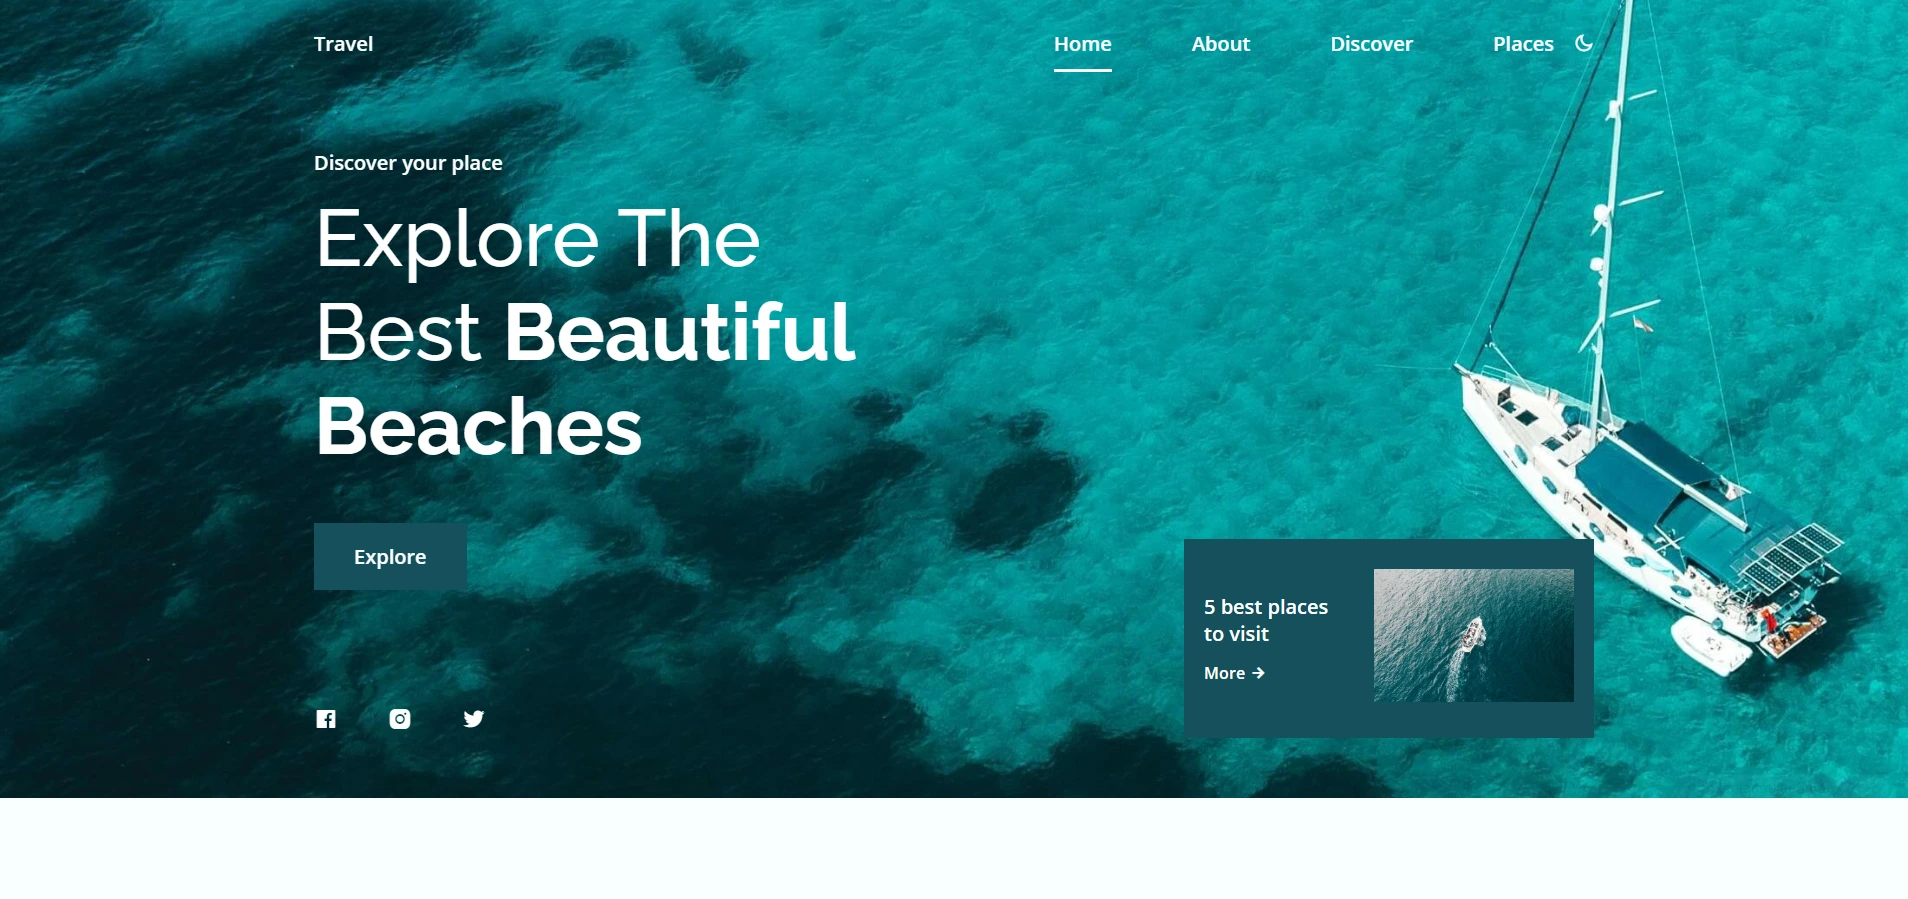 Travel
Home
About
Discover
Places
Discover your place
Explore The
Best Beautiful
Beaches
Explore
5 best places
to visit
More